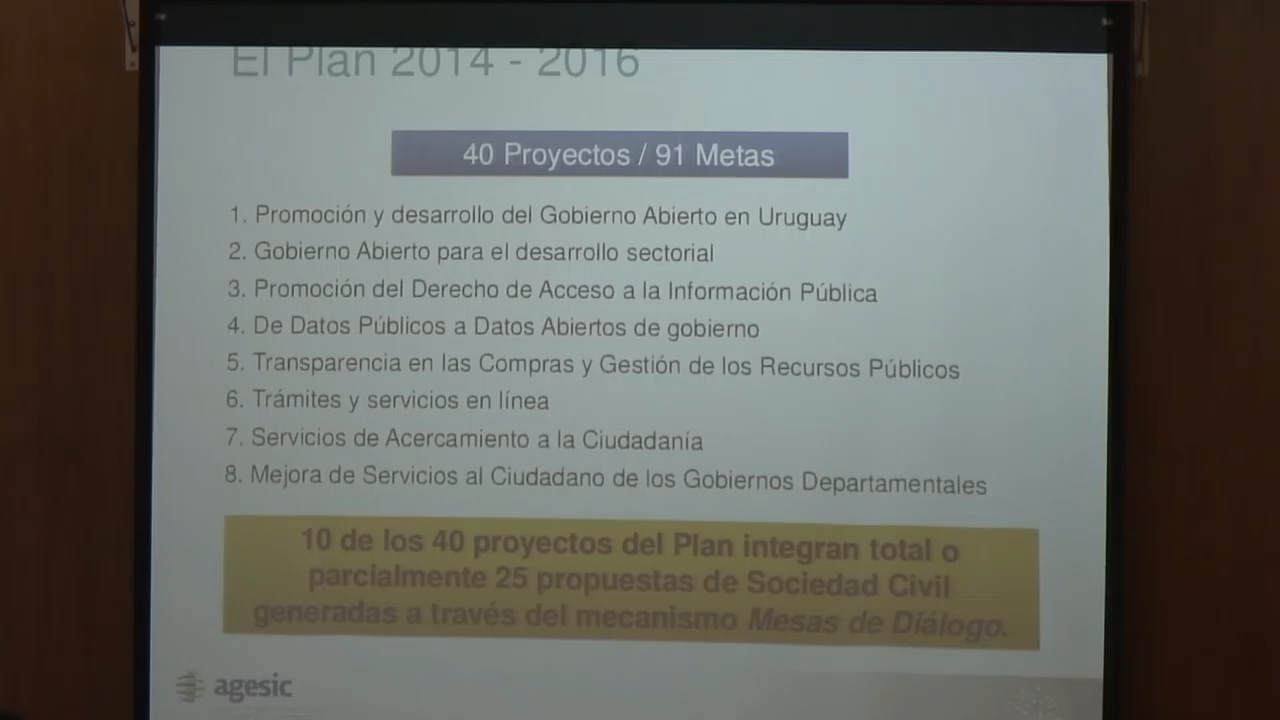 El Plan 2014 - 2016
40 Proyectos / 91 Metas
1. Promoción y desarrollo del Gobierno Abierto en Uruguay
2. Gobierno Abierto para el desarrollo sectorial
3. Promoción del Derecho de Acceso a la Información Pública
4. De Datos Públicos a Datos Abiertos de gobierno
5. Transparencia en las Compras y Gestión de los Recursos Públicos
6. Trámites y servicios en línea
7. Servicios de Acercamiento a la Ciudadanía
8. Mejora de Servicios al Ciudadano de los Gobiernos Departamentales
10 de los 40 proyectos del Plan integran total o
parcialmente 25 propuestas de Sociedad Civil
generadas a través del mecanismo Mesas de Diálogo.
agesic